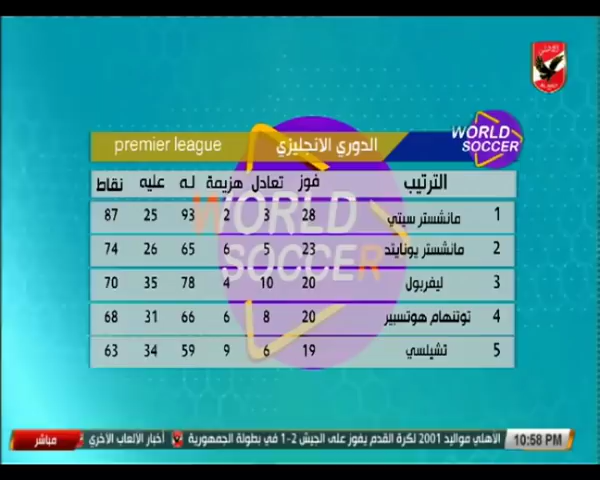 الأهلي
WORLD
SOCCER
الدوري الانجليزي premier league
الترتيب فوز تعادل هزيمة له عليه نقاط
1 مانشستر سيتي 28 3 2 93 25 87
2 مانشستر يونايتد 23 5 6 65 26 74
3 ليفربول 20 10 4 78 35 70
4 توتنهام هوتسبير 20 8 6 66 31 68
5 تشيلسي 19 6 9 59 34 63
WORLD
SOCCER
10:58 PM الأهلي مواليد 2001 لكرة القدم يفوز على الجيش 2-1 في بطولة الجمهورية أخبار الألعاب الأخرى مباشر